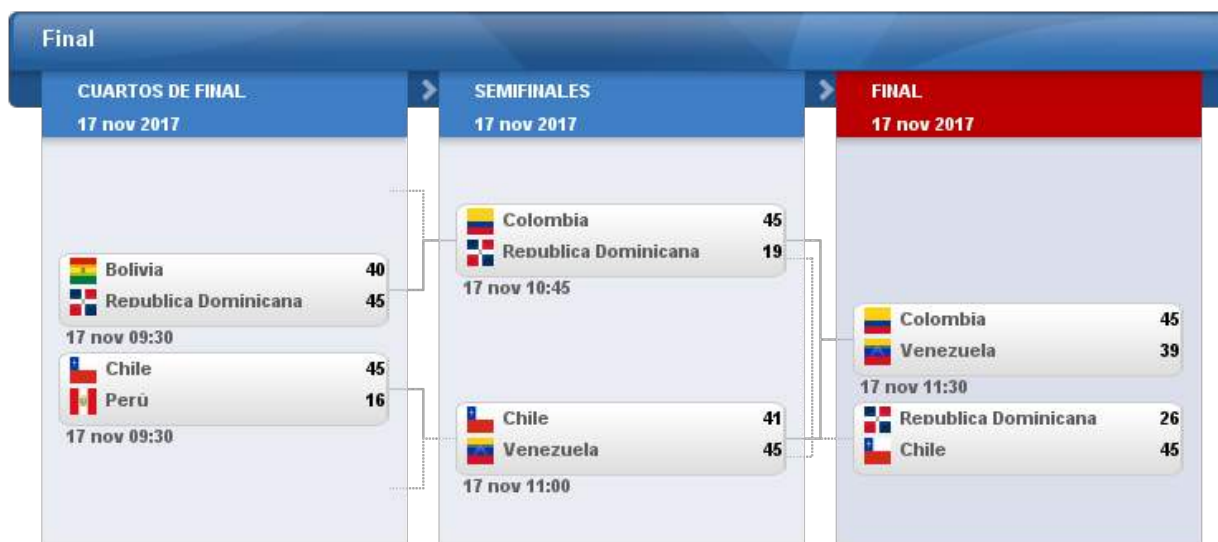 Final
CUARTOS DE FINAL
17 nov 2017
Bolivia 40
Republica Dominicana 45
17 nov 09:30
Chile 45
Perú 16
17 nov 09:30
SEMIFINALES
17 nov 2017
Colombia 45
Republica Dominicana 19
17 nov 10:45
Chile 41
Venezuela 45
17 nov 11:00
FINAL
17 nov 2017
Colombia 45
Venezuela 39
17 nov 11:30
Republica Dominicana 26
Chile 45